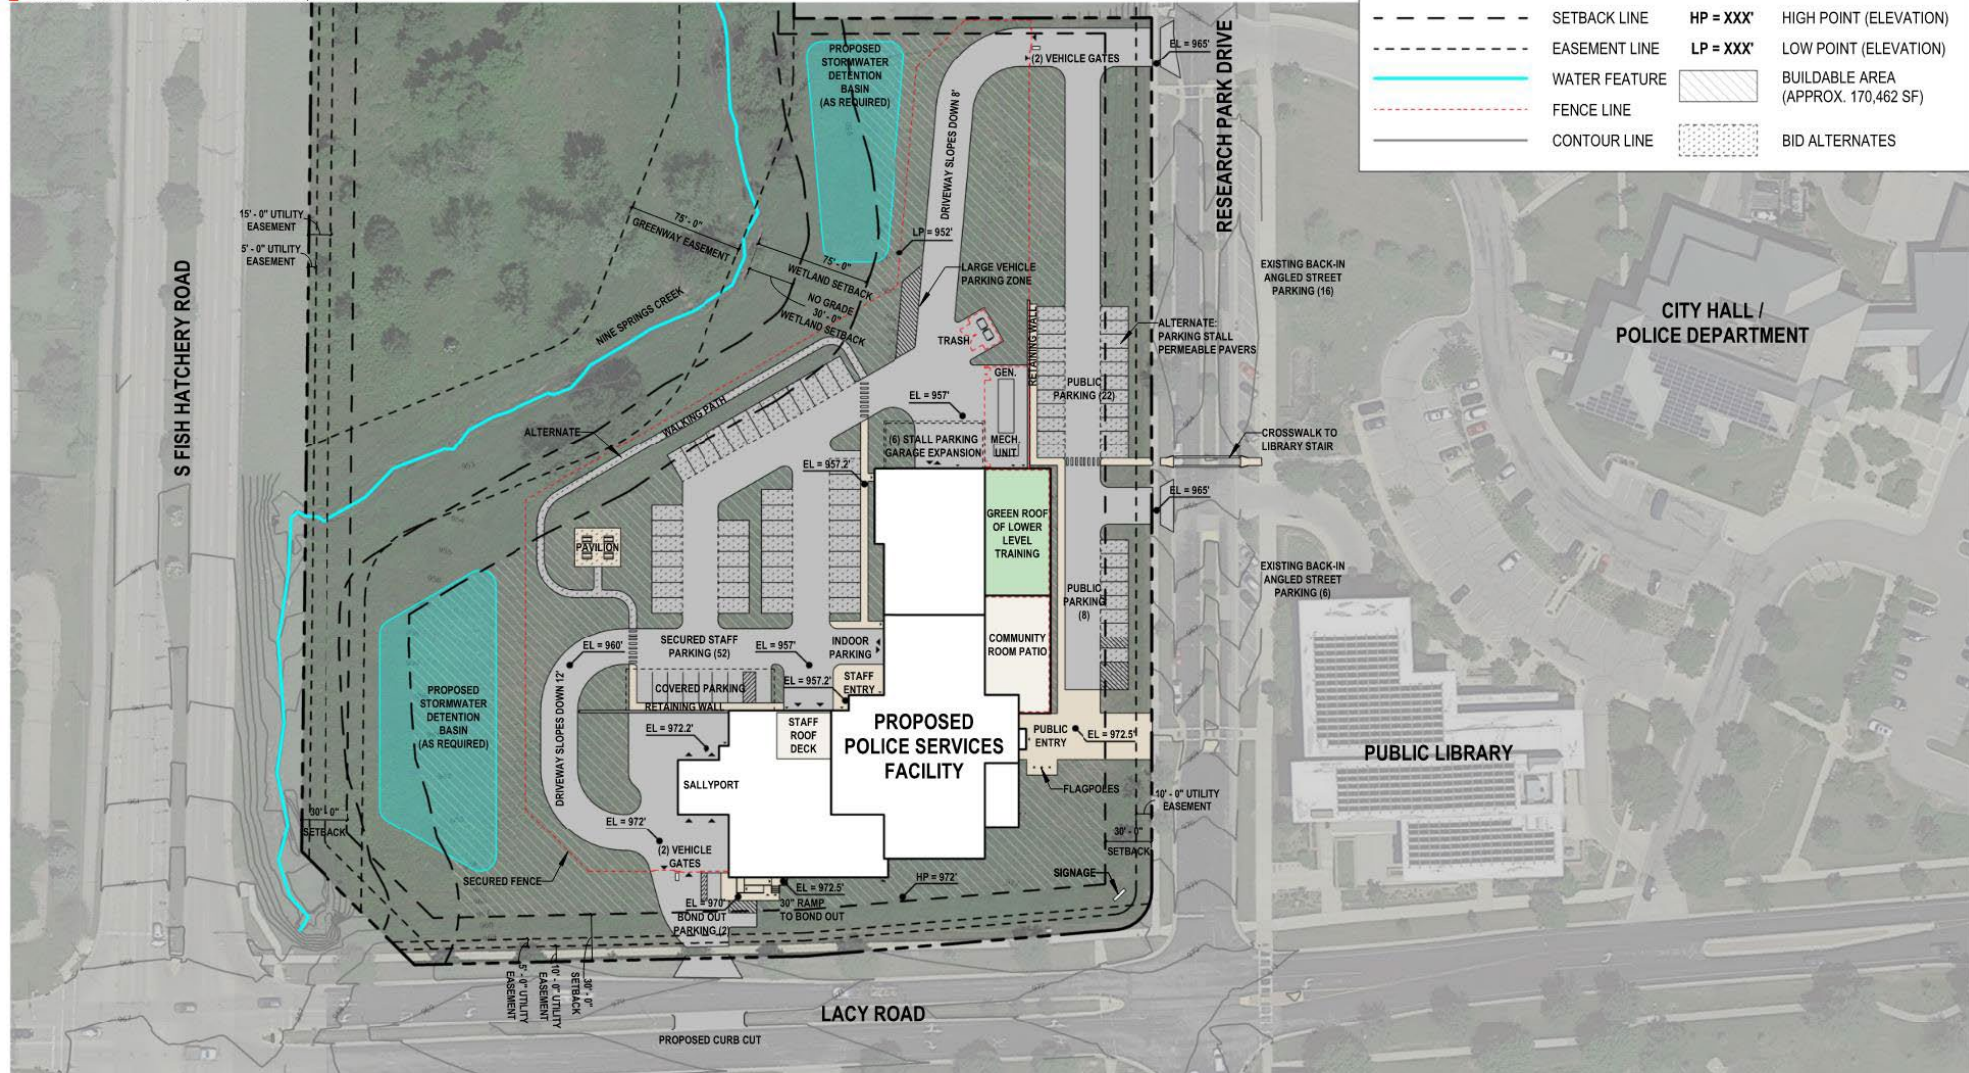 SETBACK LINE
EASEMENT LINE
WATER FEATURE
FENCE LINE
CONTOUR LINE
HP = XXX' HIGH POINT (ELEVATION)
LP = XXX' LOW POINT (ELEVATION)
BUILDABLE AREA
(APPROX. 170,462 SF)
BID ALTERNATES
PROPOSED
STORMWATER
DETENTION
BASIN
(AS REQUIRED)
(2) VEHICLE GATES
EL = 965'
RESEARCH PARK DRIVE
DRIVEWAY SLOPES DOWN 8'
15' - 0" UTILITY
EASEMENT
5' - 0" UTILITY
EASEMENT
S FISH HATCHERY ROAD
75' - 0"
GREENWAY EASEMENT
LP = 952'
75' - 0"
WETLAND SETBACK
NO GRADE
30' - 0"
WETLAND SETBACK
LARGE VEHICLE
PARKING ZONE
EXISTING BACK-IN
ANGLED STREET
PARKING (16)
NINE SPRINGS CREEK
TRASH
RETAINING WALL
ALTERNATE:
PARKING STALL
PERMEABLE PAVERS
CITY HALL /
POLICE DEPARTMENT
GEN.
PUBLIC
PARKING (22)
EL = 957'
WALKING PATH
ALTERNATE
(6) STALL PARKING
GARAGE EXPANSION
MECH.
UNIT
CROSSWALK TO
LIBRARY STAIR
EL = 957.2'
EL = 965'
GREEN ROOF
OF LOWER
LEVEL
TRAINING
PAVILION
EXISTING BACK-IN
ANGLED STREET
PARKING (6)
PUBLIC
PARKING
(8)
EL = 960'
SECURED STAFF
PARKING (52)
EL = 957'
INDOOR
PARKING
COMMUNITY
ROOM PATIO
EL = 957.2'
STAFF
ENTRY
COVERED PARKING
RETAINING WALL
PROPOSED
STORMWATER
DETENTION
BASIN
(AS REQUIRED)
DRIVEWAY SLOPES DOWN 12'
EL = 972.2'
STAFF
ROOF
DECK
PROPOSED
POLICE SERVICES
FACILITY
PUBLIC
ENTRY
EL = 972.5'
PUBLIC LIBRARY
SALLYPORT
FLAGPOLES
10' - 0" UTILITY
EASEMENT
30' - 0"
SETBACK
EL = 972'
(2) VEHICLE
GATES
30' - 0"
SETBACK
SECURED FENCE
EL = 972.5'
HP = 972'
SIGNAGE
EL = 970'
BOND OUT
PARKING (2)
30" RAMP
TO BOND OUT
5' - 0" UTILITY
EASEMENT
10' - 0" UTILITY
EASEMENT
30' - 0"
SETBACK
LACY ROAD
PROPOSED CURB CUT